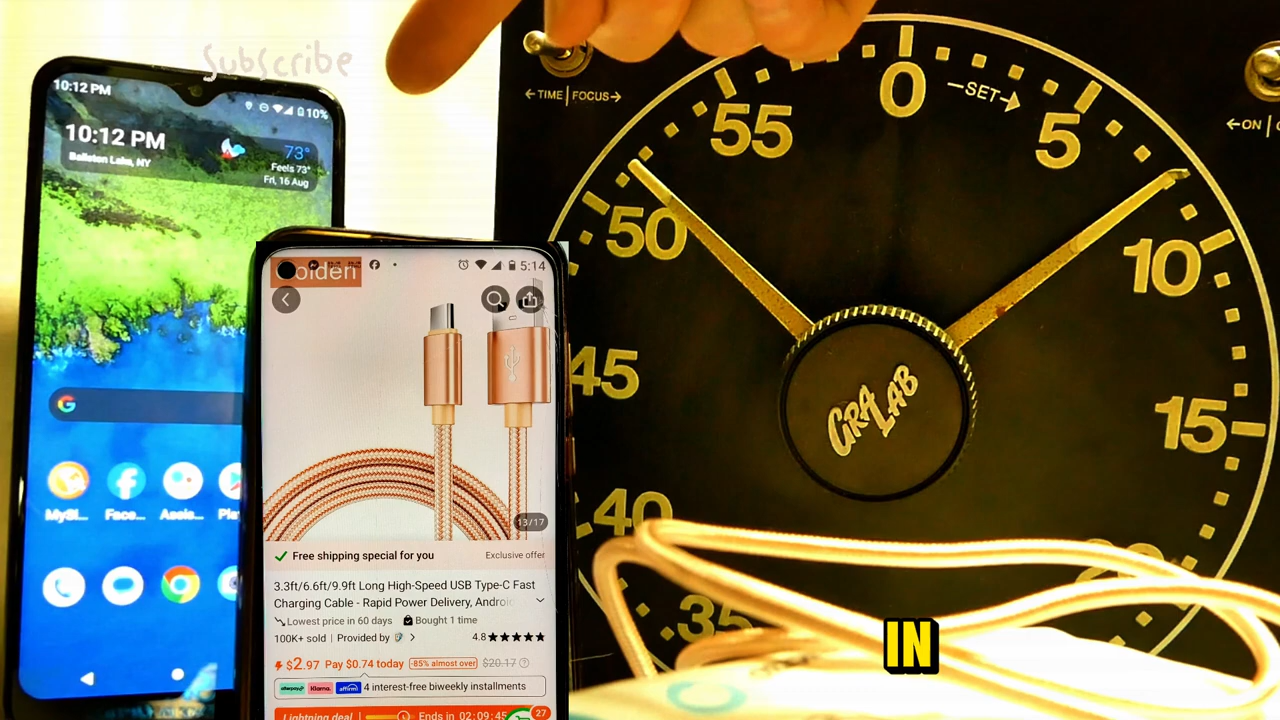 Subscribe
10:12 PM
10%
10:12 PM
Ballston Lake, NY
73°
Feels 73°
Fri, 16 Aug
G
MySi...
Face...
Assis...
Pla
5:14
13/17
Free shipping special for you
Exclusive offer
3.3ft/6.6ft/9.9ft Long High-Speed USB Type-C Fast
Charging Cable - Rapid Power Delivery, Android
Lowest price in 60 days
Bought 1 time
100K+ sold | Provided by
4.8
$2.97 Pay $0.74 today
-85% almost over
$20.17
afterpay
Klarna.
affirm
4 interest-free biweekly installments
Lightning deal
Ends in 02:09:45
27
TIME | FOCUS
0
SET
ON
5
10
15
20
35
40
45
50
55
GRALAB
IN